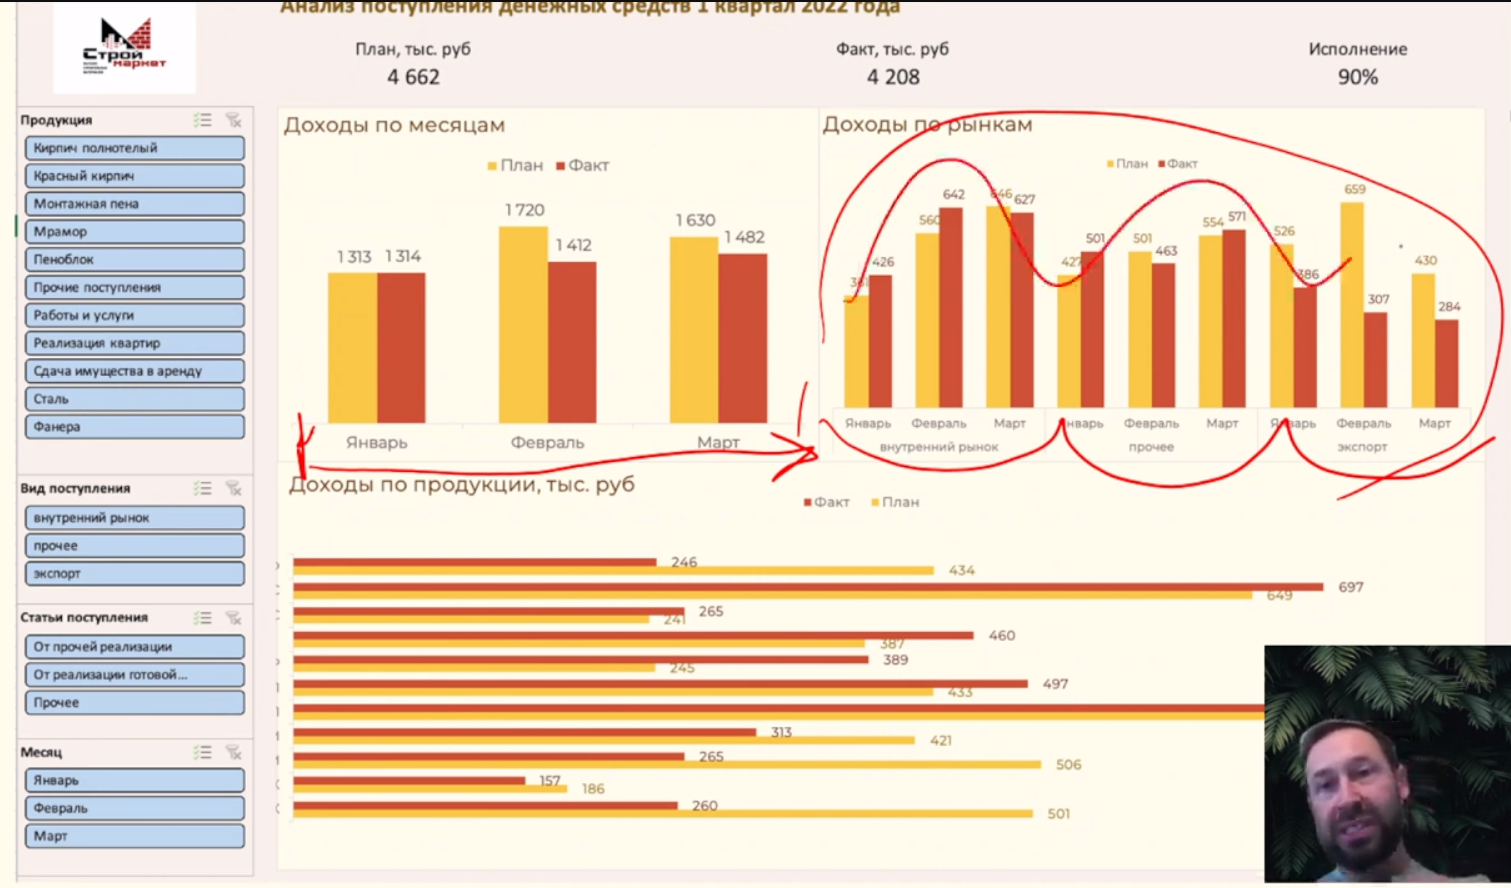 Анализ поступления денежных средств 1 квартал 2022 года
Строй
маркет
План, тыс. руб
4 662
Факт, тыс. руб
4 208
Исполнение
90%
Продукция
Кирпич полнотелый
Красный кирпич
Монтажная пена
Мрамор
Пеноблок
Прочие поступления
Работы и услуги
Реализация квартир
Сдача имущества в аренду
Сталь
Фанера
Вид поступления
внутренний рынок
прочее
экспорт
Статьи поступления
От прочей реализации
От реализации готовой...
Прочее
Месяц
Январь
Февраль
Март
Доходы по месяцам
План Факт
1 313 1 314
1 720
1 412
1 630
1 482
Январь Февраль Март
Доходы по рынкам
План Факт
426
560 642
646 627
427 501
501 463
554 571
526 386
659 307
430 284
Январь Февраль Март Январь Февраль Март Январь Февраль Март
внутренний рынок прочее экспорт
Доходы по продукции, тыс. руб
Факт План
246
434
697
649
265
241
460
387
389
245
497
433
313
421
265
506
157
186
260
501